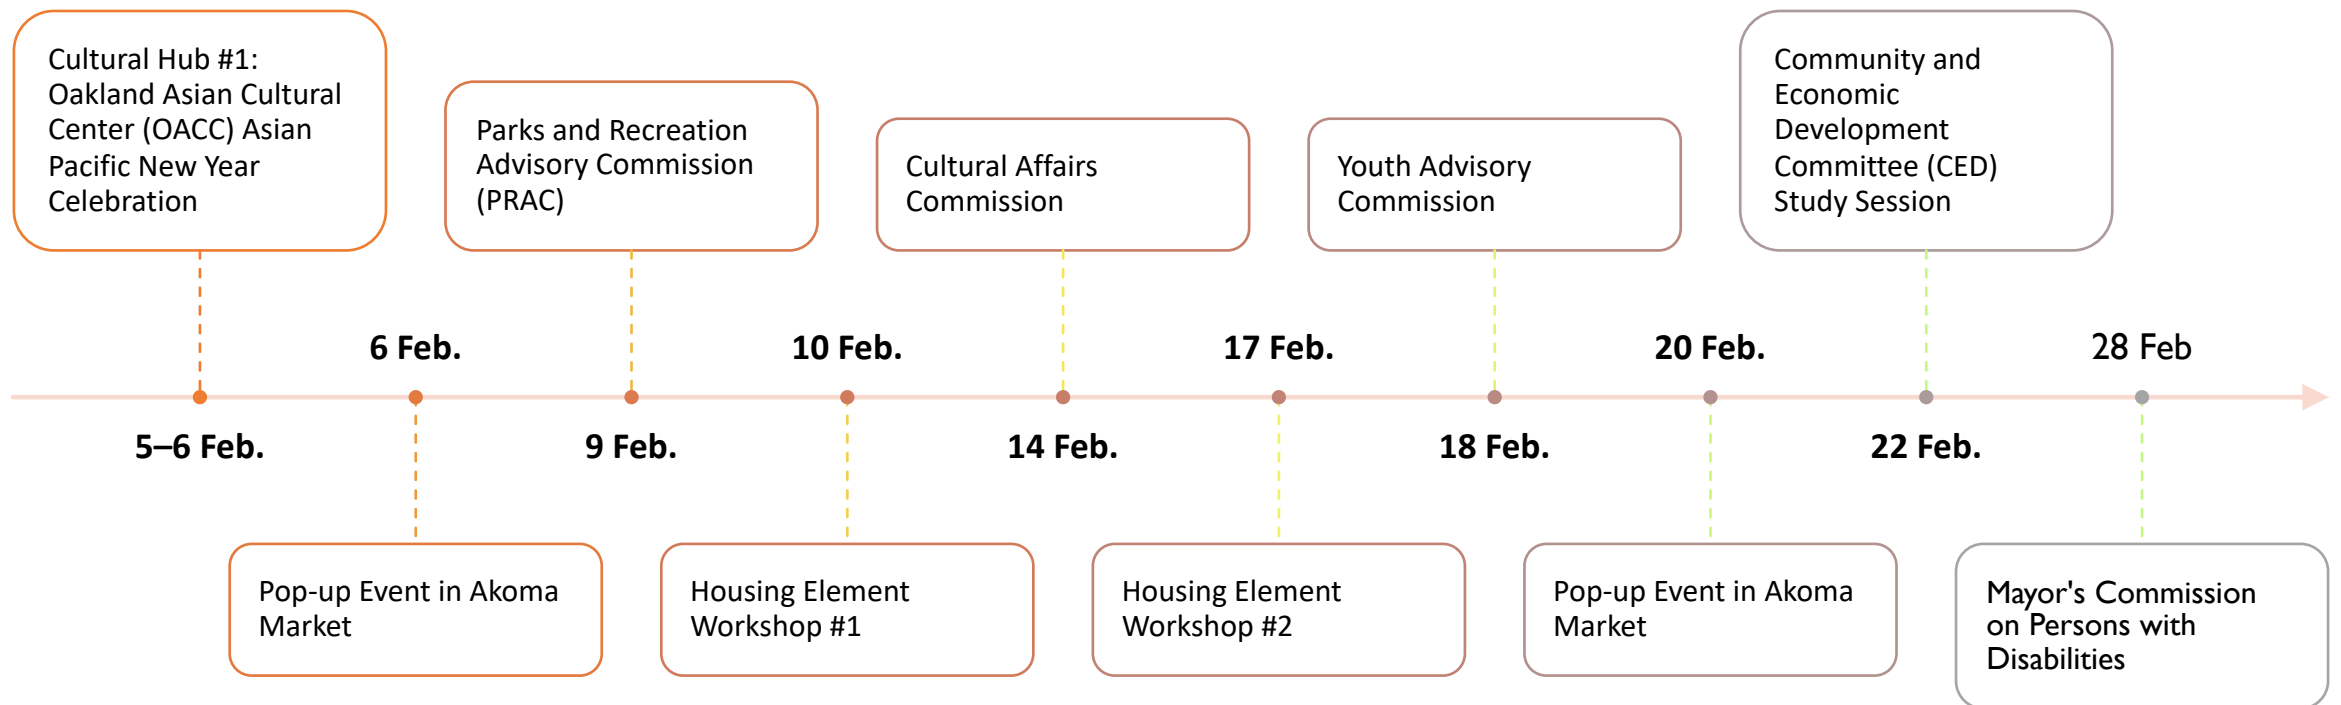 Cultural Hub #1:
Oakland Asian Cultural
Center (OACC) Asian
Pacific New Year
Celebration
5–6 Feb.
6 Feb.
Pop-up Event in Akoma
Market
Parks and Recreation
Advisory Commission
(PRAC)
9 Feb.
10 Feb.
Housing Element
Workshop #1
Cultural Affairs
Commission
14 Feb.
17 Feb.
Housing Element
Workshop #2
Youth Advisory
Commission
18 Feb.
20 Feb.
Pop-up Event in Akoma
Market
Community and
Economic
Development
Committee (CED)
Study Session
22 Feb.
28 Feb
Mayor's Commission
on Persons with
Disabilities